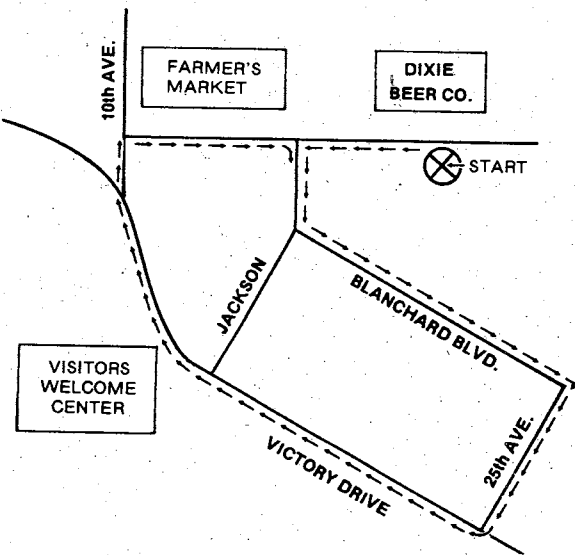 10th AVE.
FARMER'S
MARKET
DIXIE
BEER CO.
START
JACKSON
BLANCHARD BLVD.
VISITORS
WELCOME
CENTER
25th AVE.
VICTORY DRIVE